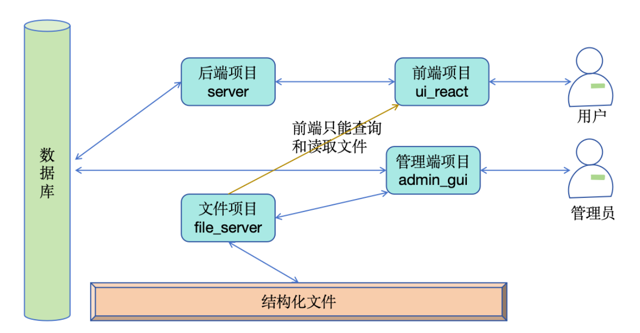 后端项目
server
前端项目
ui_react
用户
前端只能查询
和读取文件
数据库
管理端项目
admin_gui
管理员
文件项目
file_server
结构化文件